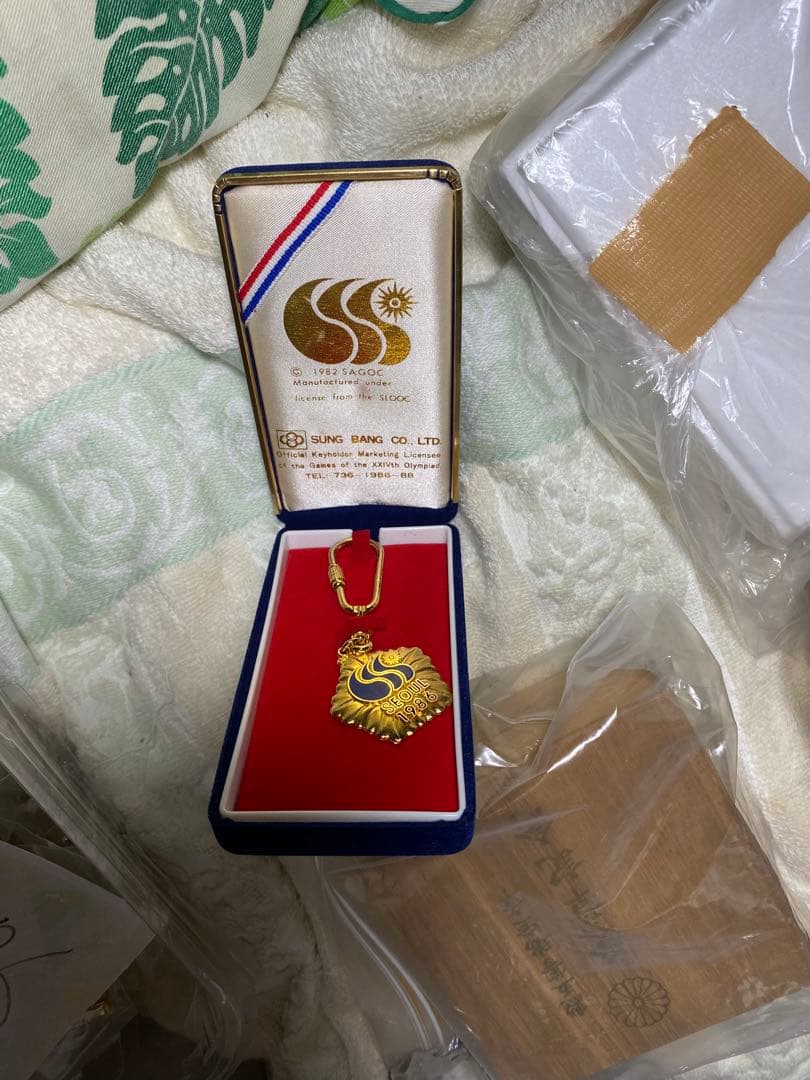 © 1982 SAGOC
Manufactured under
license from the SLOOC
SUNG BANG CO., LTD.
Official Keyholder Marketing Licensee
of the Games of the XXIVth Olympiad.
TEL: 736-1986-88
SEOUL
1986